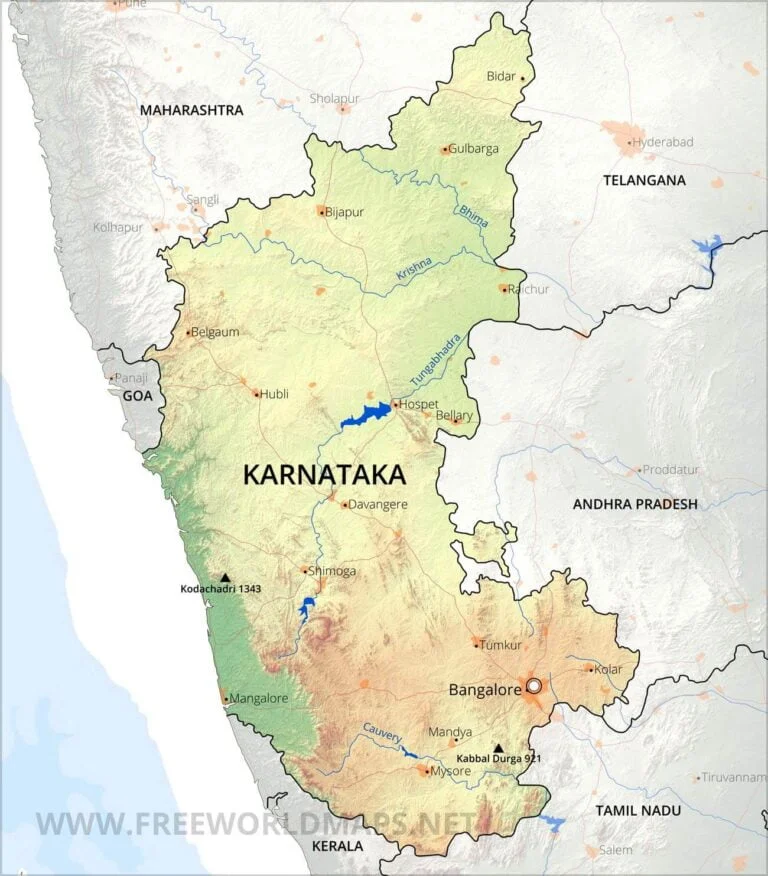 Pune
Bidar
Sholapur
MAHARASHTRA
Gulbarga
Hyderabad
TELANGANA
Sangli
Bijapur
Bhima
Kolhapur
Krishna
Raichur
Belgaum
Tungabhadra
Panaji
GOA
Hubli
Hospet
Bellary
KARNATAKA
Proddatur
Davangere
ANDHRA PRADESH
Shimoga
Kodachadri 1343
Tumkur
Kolar
Bangalore
Mangalore
Cauvery
Mandya
Kabbal Durga 921
Mysore
Tiruvannam
TAMIL NADU
WWW.FREEWORLDMAPS.NET
KERALA
Salem